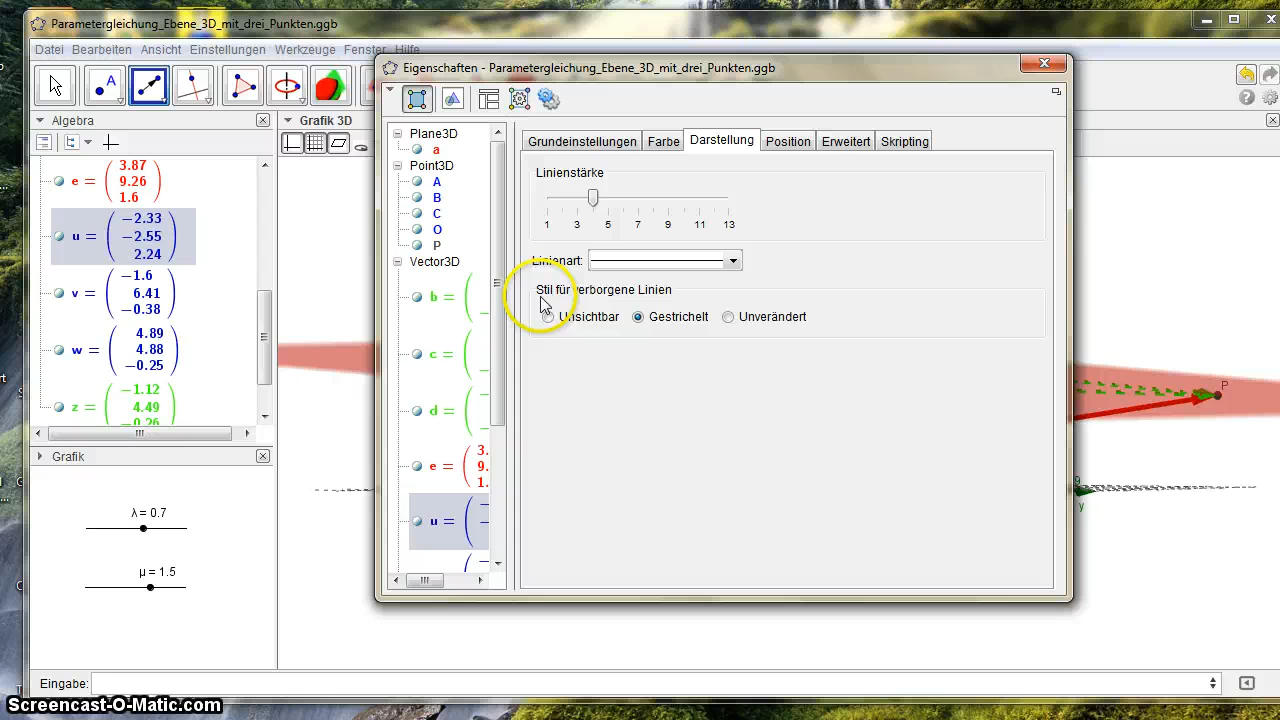 Parametergleichung_Ebene_3D_mit_drei_Punkten.ggb
Datei Bearbeiten Ansicht Einstellungen Werkzeuge Fenster Hilfe
Eigenschaften - Parametergleichung_Ebene_3D_mit_drei_Punkten.ggb
Algebra
Grafik 3D
3.87
e = 9.26
1.6
−2.33
u = −2.55
2.24
−1.6
v = 6.41
−0.38
4.89
w = 4.88
−0.25
−1.12
z = 4.49
−0.26
Grafik
λ = 0.7
μ = 1.5
Plane3D
a
Point3D
A
B
C
O
P
Vector3D
b =
c =
d =
3.
e = 9.
1.
u =
Grundeinstellungen Farbe Darstellung Position Erweitert Skripting
Linienstärke
1 3 5 7 9 11 13
Linienart:
Stil für verborgene Linien
Unsichtbar Gestrichelt Unverändert
P
y
Eingabe:
Screencast-O-Matic.com